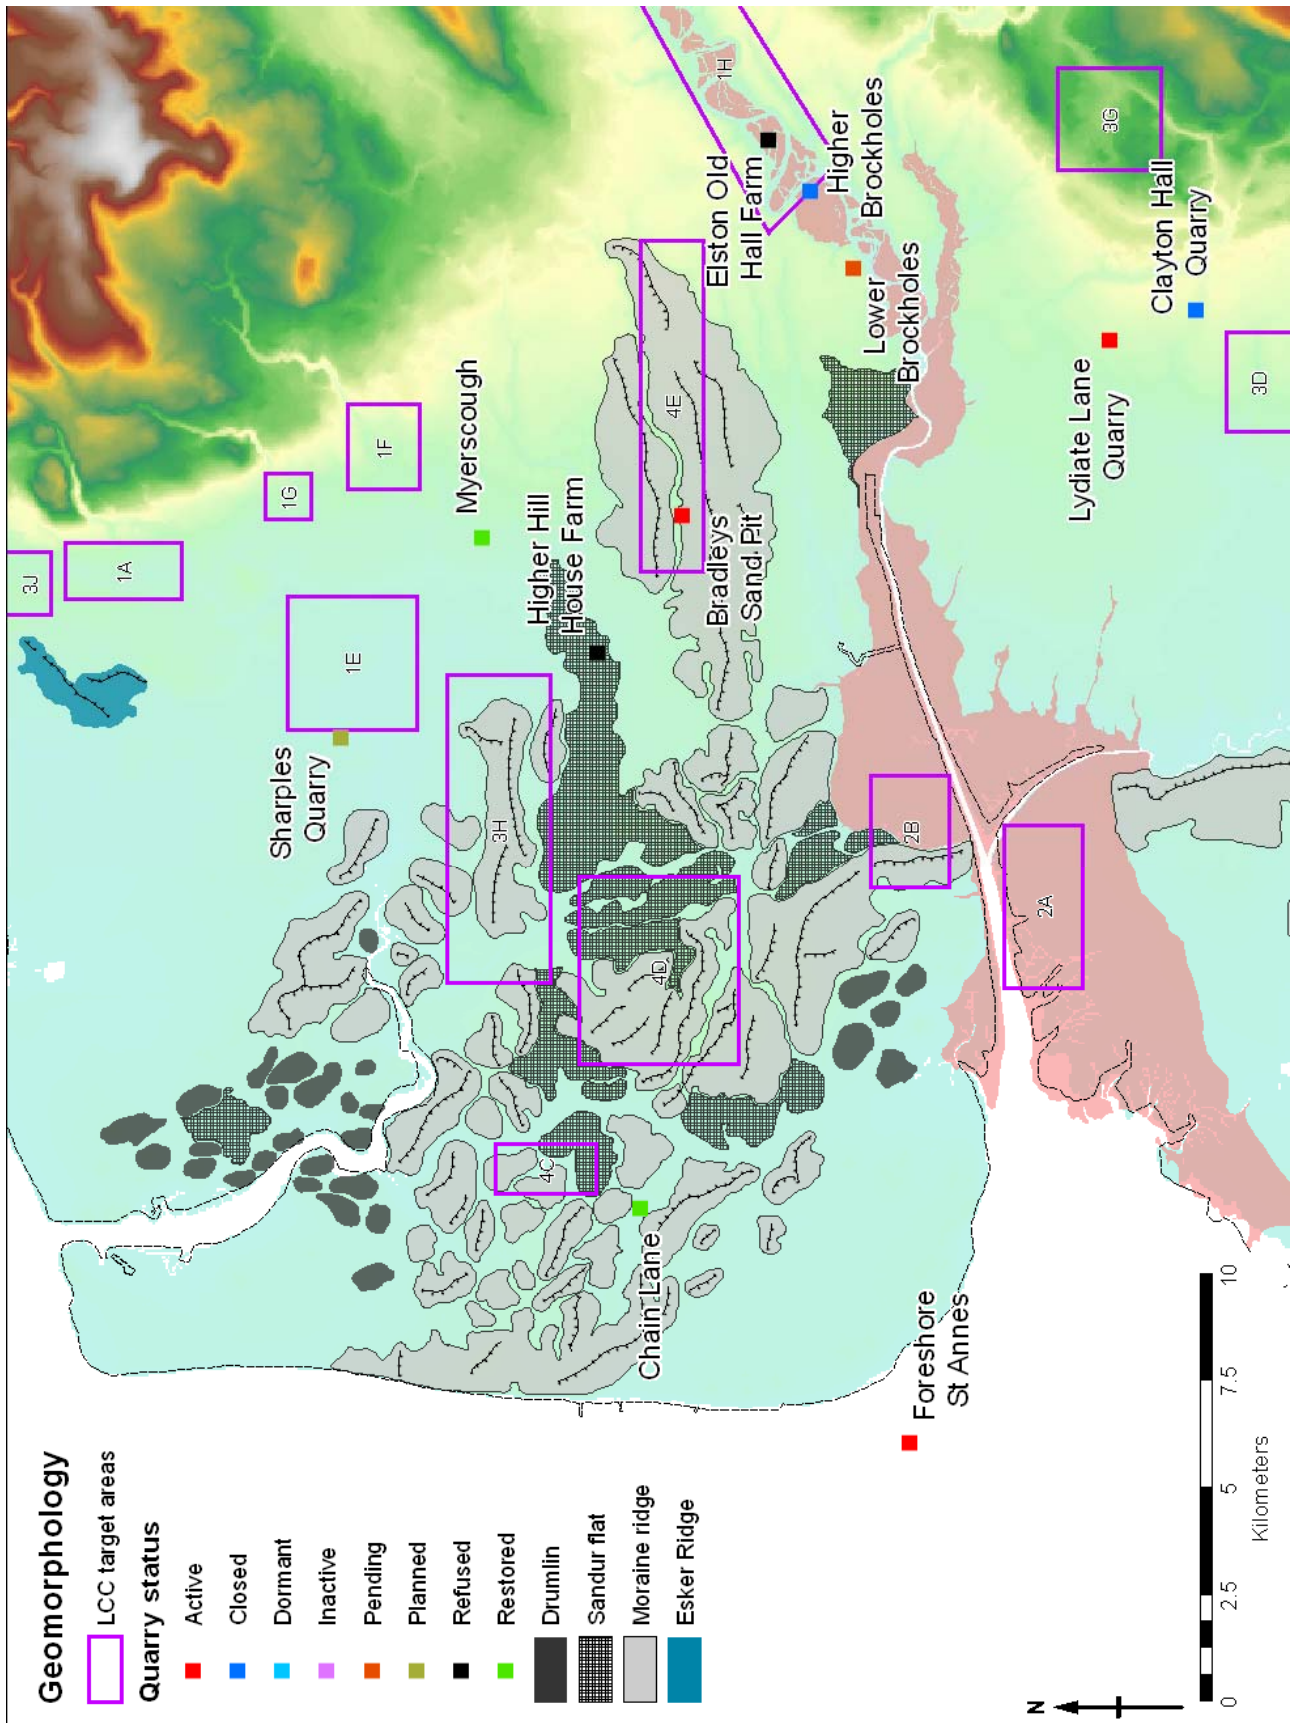 Geomorphology
LCC target areas
Quarry status
Active
Closed
Dormant
Inactive
Pending
Planned
Refused
Restored
Drumlin
Sandur flat
Moraine ridge
Esker Ridge
N
0
2.5
5
7.5
10
Kilometers
Foreshore
St Annes
Chain Lane
4C
4D
3H
Sharples
Quarry
1E
3J
1A
1G
1F
Myerscough
Higher Hill
House Farm
Bradleys
Sand Pit
4E
2B
2A
Elston Old
Hall Farm
1H
Higher
Brockholes
Lower
Brockholes
Lydiate Lane
Quarry
Clayton Hall
Quarry
3G
3D